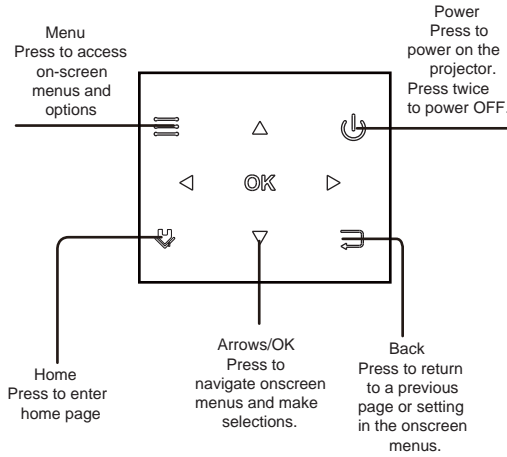 Menu
Press to access
on-screen
menus and
options
Power
Press to
power on the
projector.
Press twice
to power OFF.
OK
Home
Press to enter
home page
Arrows/OK
Press to
navigate onscreen
menus and make
selections.
Back
Press to return
to a previous
page or setting
in the onscreen
menus.